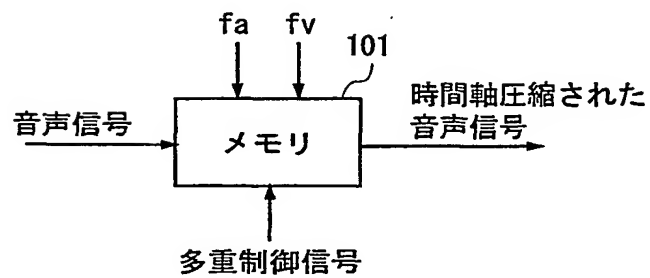 fa fv
101
音声信号
メモリ
時間軸圧縮された
音声信号
多重制御信号